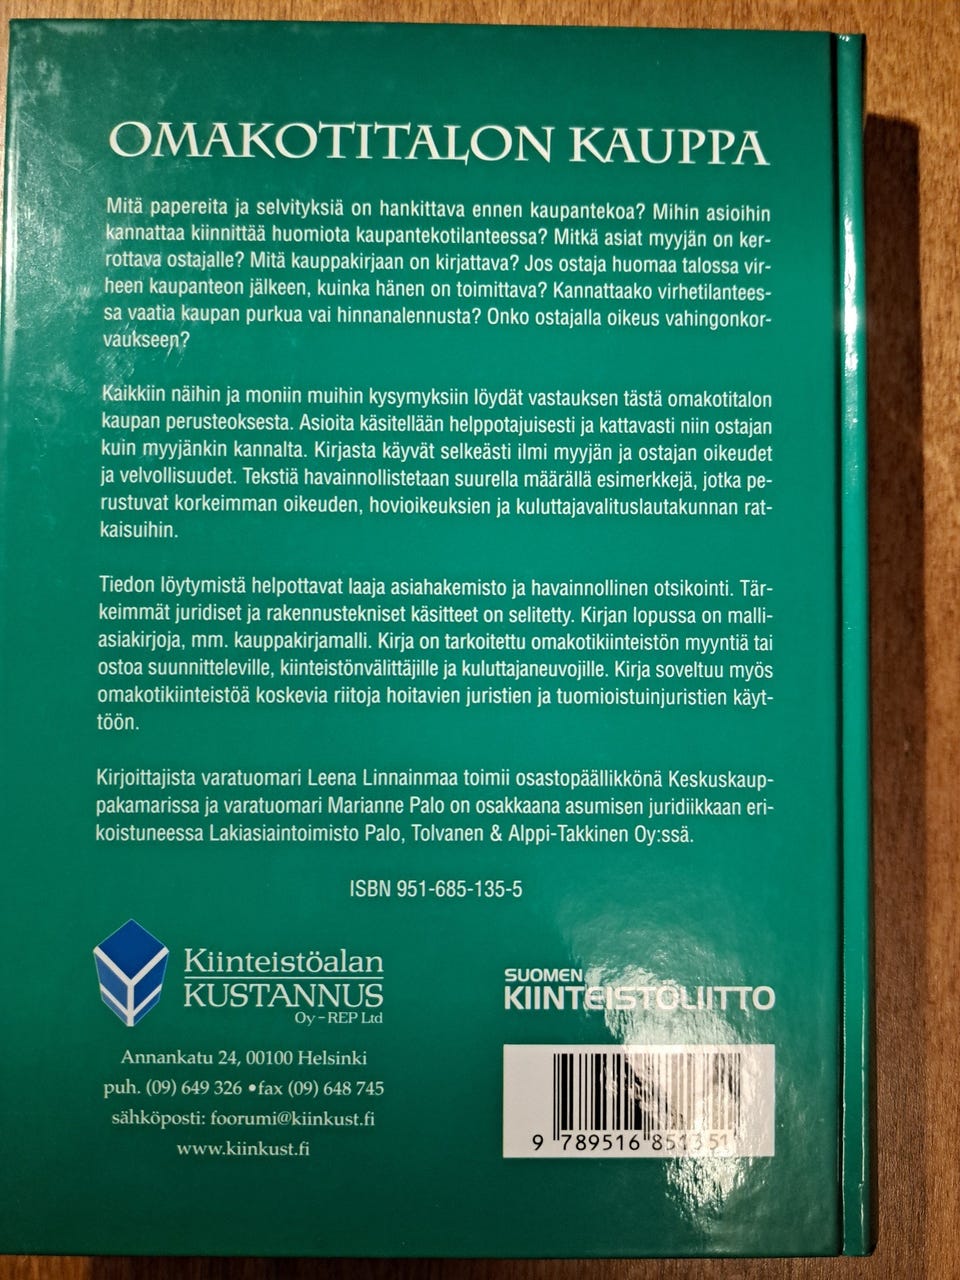 OMAKOTITALON KAUPPA
Mitä papereita ja selvityksiä on hankittava ennen kaupantekoa? Mihin asioihin
kannattaa kiinnittää huomiota kaupantekotilanteessa? Mitkä asiat myyjän on ker-
rottava ostajalle? Mitä kauppakirjaan on kirjattava? Jos ostaja huomaa talossa vir-
heen kaupanteon jälkeen, kuinka hänen on toimittava? Kannattaako virhetilantees-
sa vaatia kaupan purkua vai hinnanalennusta? Onko ostajalla oikeus vahingonkor-
vaukseen?
Kaikkiin näihin ja moniin muihin kysymyksiin löydät vastauksen tästä omakotitalon
kaupan perusteoksesta. Asioita käsitellään helppotajuisesti ja kattavasti niin ostajan
kuin myyjänkin kannalta. Kirjasta käyvät selkeästi ilmi myyjän ja ostajan oikeudet
ja velvollisuudet. Tekstiä havainnollistetaan suurella määrällä esimerkkejä, jotka pe-
rustuvat korkeimman oikeuden, hovioikeuksien ja kuluttajavalituslautakunnan rat-
kaisuihin.
Tiedon löytymistä helpottavat laaja asiahakemisto ja havainnollinen otsikointi. Tär-
keimmät juridiset ja rakennustekniset käsitteet on selitetty. Kirjan lopussa on malli-
asiakirjoja, mm. kauppakirjamalli. Kirja on tarkoitettu omakotikiinteistön myyntiä tai
ostoa suunnitteleville, kiinteistönvälittäjille ja kuluttajaneuvojille. Kirja soveltuu myös
omakotikiinteistöä koskevia riitoja hoitavien juristien ja tuomioistuinjuristien käyt-
töön.
Kirjoittajista varatuomari Leena Linnainmaa toimii osastopäällikkönä Keskuskaup-
pakamarissa ja varatuomari Marianne Palo on osakkaana asumisen juridiikkaan eri-
koistuneessa Lakiasiaintoimisto Palo, Tolvanen & Alppi-Takkinen Oy:ssä.
ISBN 951-685-135-5
Kiinteistöalan
KUSTANNUS
Oy – REP Ltd
Annankatu 24, 00100 Helsinki
puh. (09) 649 326 • fax (09) 648 745
sähköposti: foorumi@kiinkust.fi
www.kiinkust.fi
SUOMEN
KIINTEISTÖLIITTO
9 789516 851351